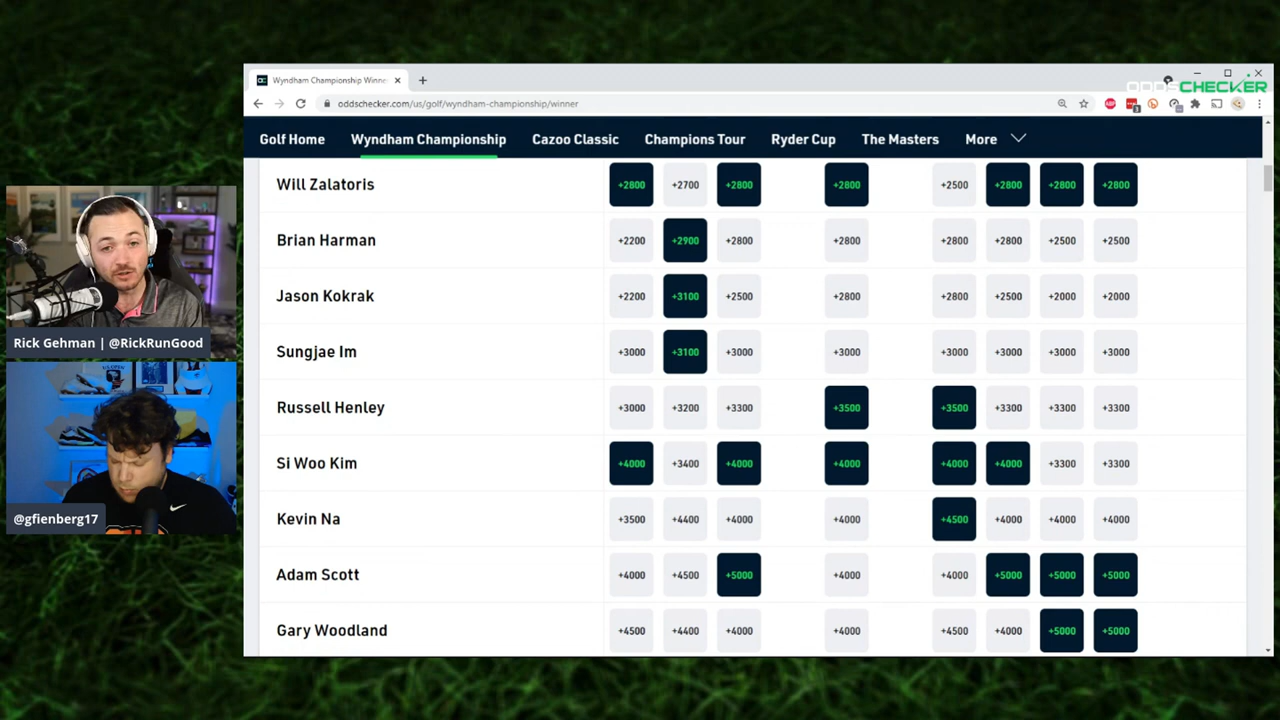 Wyndham Championship Winne
ODDSCHECKER
oddschecker.com/us/golf/wyndham-championship/winner
Golf Home Wyndham Championship Cazoo Classic Champions Tour Ryder Cup The Masters More
Will Zalatoris +2800 +2700 +2800 +2800 +2500 +2800 +2800 +2800
Brian Harman +2200 +2900 +2800 +2800 +2800 +2800 +2500 +2500
Jason Kokrak +2200 +3100 +2500 +2800 +2800 +2500 +2000 +2000
Sungjae Im +3000 +3100 +3000 +3000 +3000 +3000 +3000 +3000
Russell Henley +3000 +3200 +3300 +3500 +3500 +3300 +3300 +3300
Si Woo Kim +4000 +3400 +4000 +4000 +4000 +4000 +3300 +3300
Kevin Na +3500 +4400 +4000 +4000 +4500 +4000 +4000 +4000
Adam Scott +4000 +4500 +5000 +4000 +4000 +5000 +5000 +5000
Gary Woodland +4500 +4400 +4000 +4000 +4500 +4000 +5000 +5000
Rick Gehman | @RickRunGood
@gfienberg17